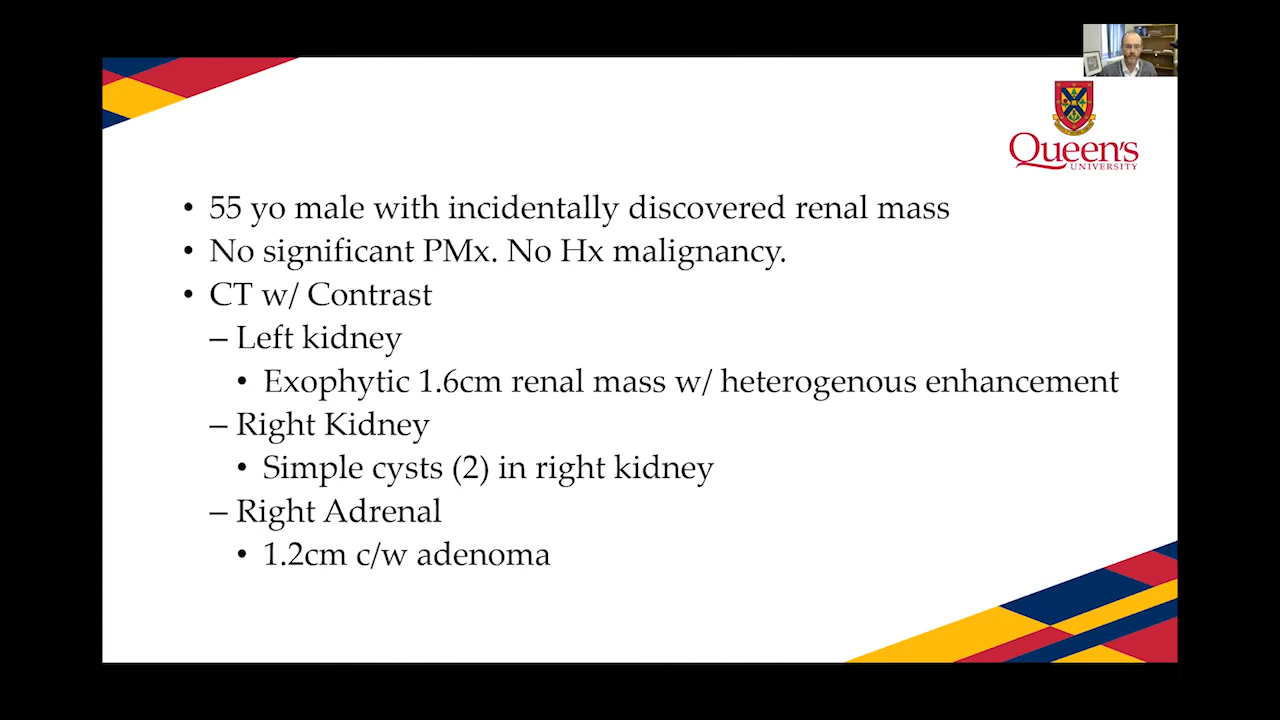 Queen's
UNIVERSITY
• 55 yo male with incidentally discovered renal mass
• No significant PMx. No Hx malignancy.
• CT w/ Contrast
– Left kidney
• Exophytic 1.6cm renal mass w/ heterogenous enhancement
– Right Kidney
• Simple cysts (2) in right kidney
– Right Adrenal
• 1.2cm c/w adenoma